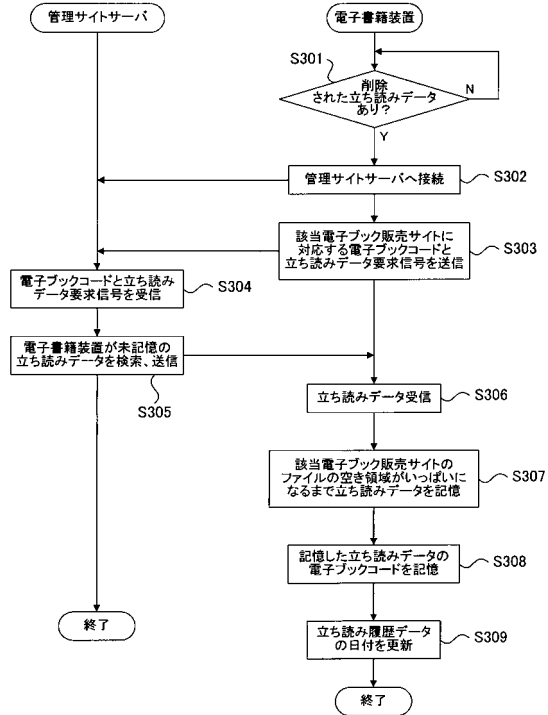 管理サイトサーバ
電子書籍装置
S301
削除
された立ち読みデータ
あり?
N
Y
管理サイトサーバへ接続
S302
該当電子ブック販売サイトに
対応する電子ブックコードと
立ち読みデータ要求信号を送信
S303
電子ブックコードと立ち読み
データ要求信号を受信
S304
電子書籍装置が未記憶の
立ち読みデータを検索、送信
S305
立ち読みデータ受信
S306
該当電子ブック販売サイトの
ファイルの空き領域がいっぱいに
なるまで立ち読みデータを記憶
S307
記憶した立ち読みデータの
電子ブックコードを記憶
S308
立ち読み履歴データ
の日付を更新
S309
終了
終了